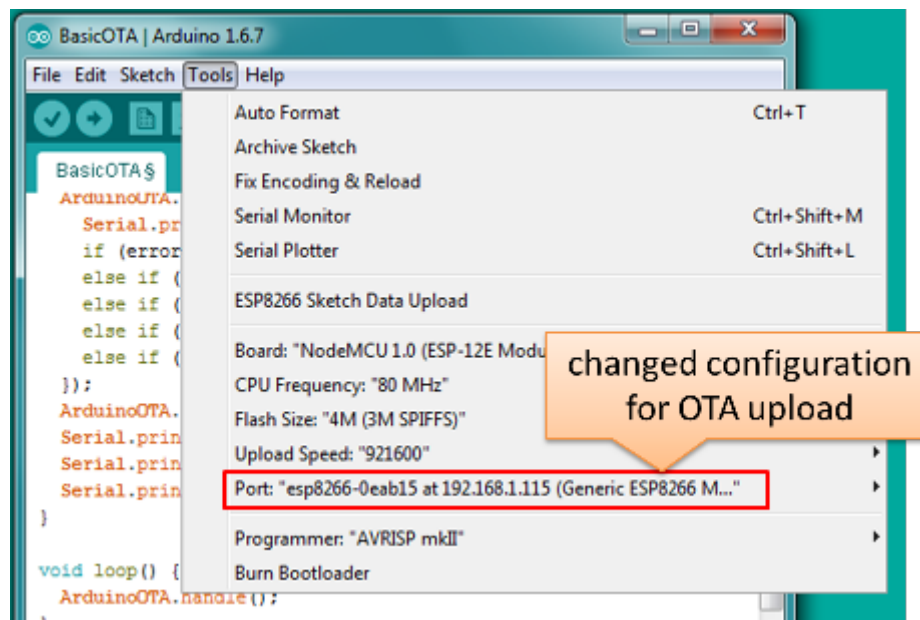 BasicOTA | Arduino 1.6.7
File Edit Sketch Tools Help
Auto Format Ctrl+T
Archive Sketch
Fix Encoding & Reload
Serial Monitor Ctrl+Shift+M
Serial Plotter Ctrl+Shift+L
ESP8266 Sketch Data Upload
Board: "NodeMCU 1.0 (ESP-12E Modu
CPU Frequency: "80 MHz"
Flash Size: "4M (3M SPIFFS)"
Upload Speed: "921600"
Port: "esp8266-0eab15 at 192.168.1.115 (Generic ESP8266 M..."
Programmer: "AVRISP mkII"
Burn Bootloader
changed configuration
for OTA upload
BasicOTA§
ArduinoOTA.
Serial.pr
if (error
else if (
else if (
else if (
else if (
});
ArduinoOTA.
Serial.prin
Serial.prin
Serial.prin
}
void loop() {
ArduinoOTA.handle();